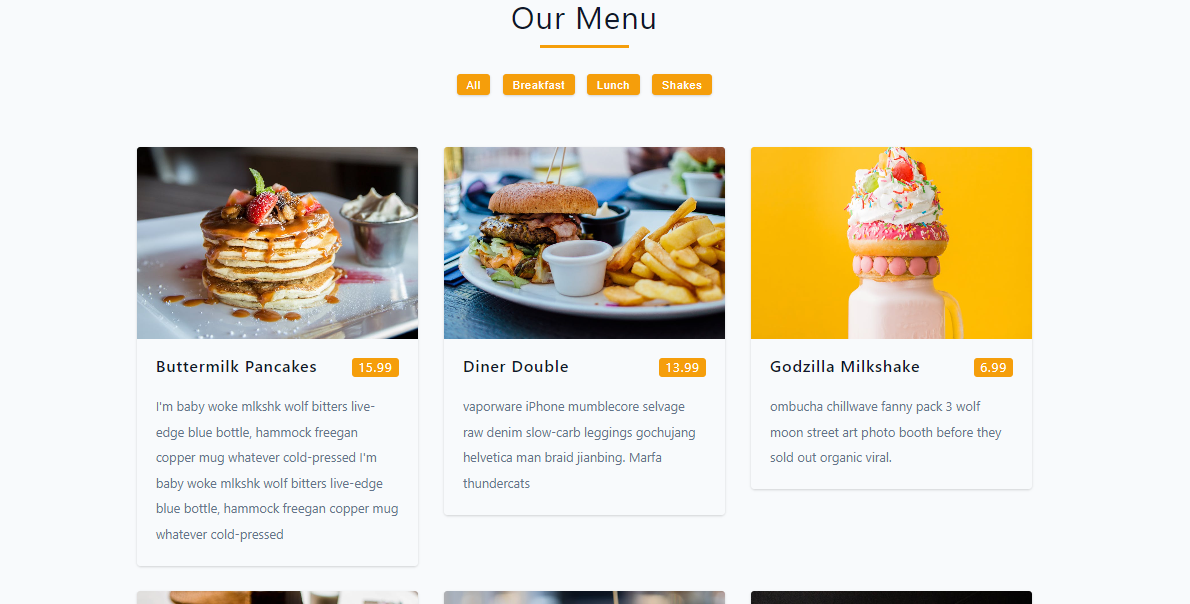 Our Menu
All Breakfast Lunch Shakes
Buttermilk Pancakes 15.99
I'm baby woke mlkshk wolf bitters live-
edge blue bottle, hammock freegan
copper mug whatever cold-pressed I'm
baby woke mlkshk wolf bitters live-edge
blue bottle, hammock freegan copper mug
whatever cold-pressed
Diner Double 13.99
vaporware iPhone mumblecore selvage
raw denim slow-carb leggings gochujang
helvetica man braid jianbing. Marfa
thundercats
Godzilla Milkshake 6.99
ombucha chillwave fanny pack 3 wolf
moon street art photo booth before they
sold out organic viral.